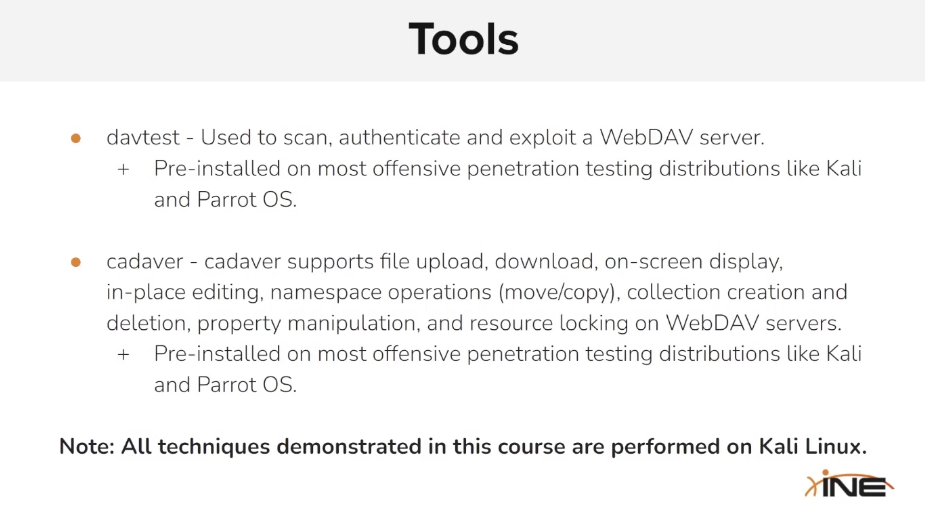 Tools
● davtest - Used to scan, authenticate and exploit a WebDAV server.
+ Pre-installed on most offensive penetration testing distributions like Kali
and Parrot OS.
● cadaver - cadaver supports file upload, download, on-screen display,
in-place editing, namespace operations (move/copy), collection creation and
deletion, property manipulation, and resource locking on WebDAV servers.
+ Pre-installed on most offensive penetration testing distributions like Kali
and Parrot OS.
Note: All techniques demonstrated in this course are performed on Kali Linux.
iNE